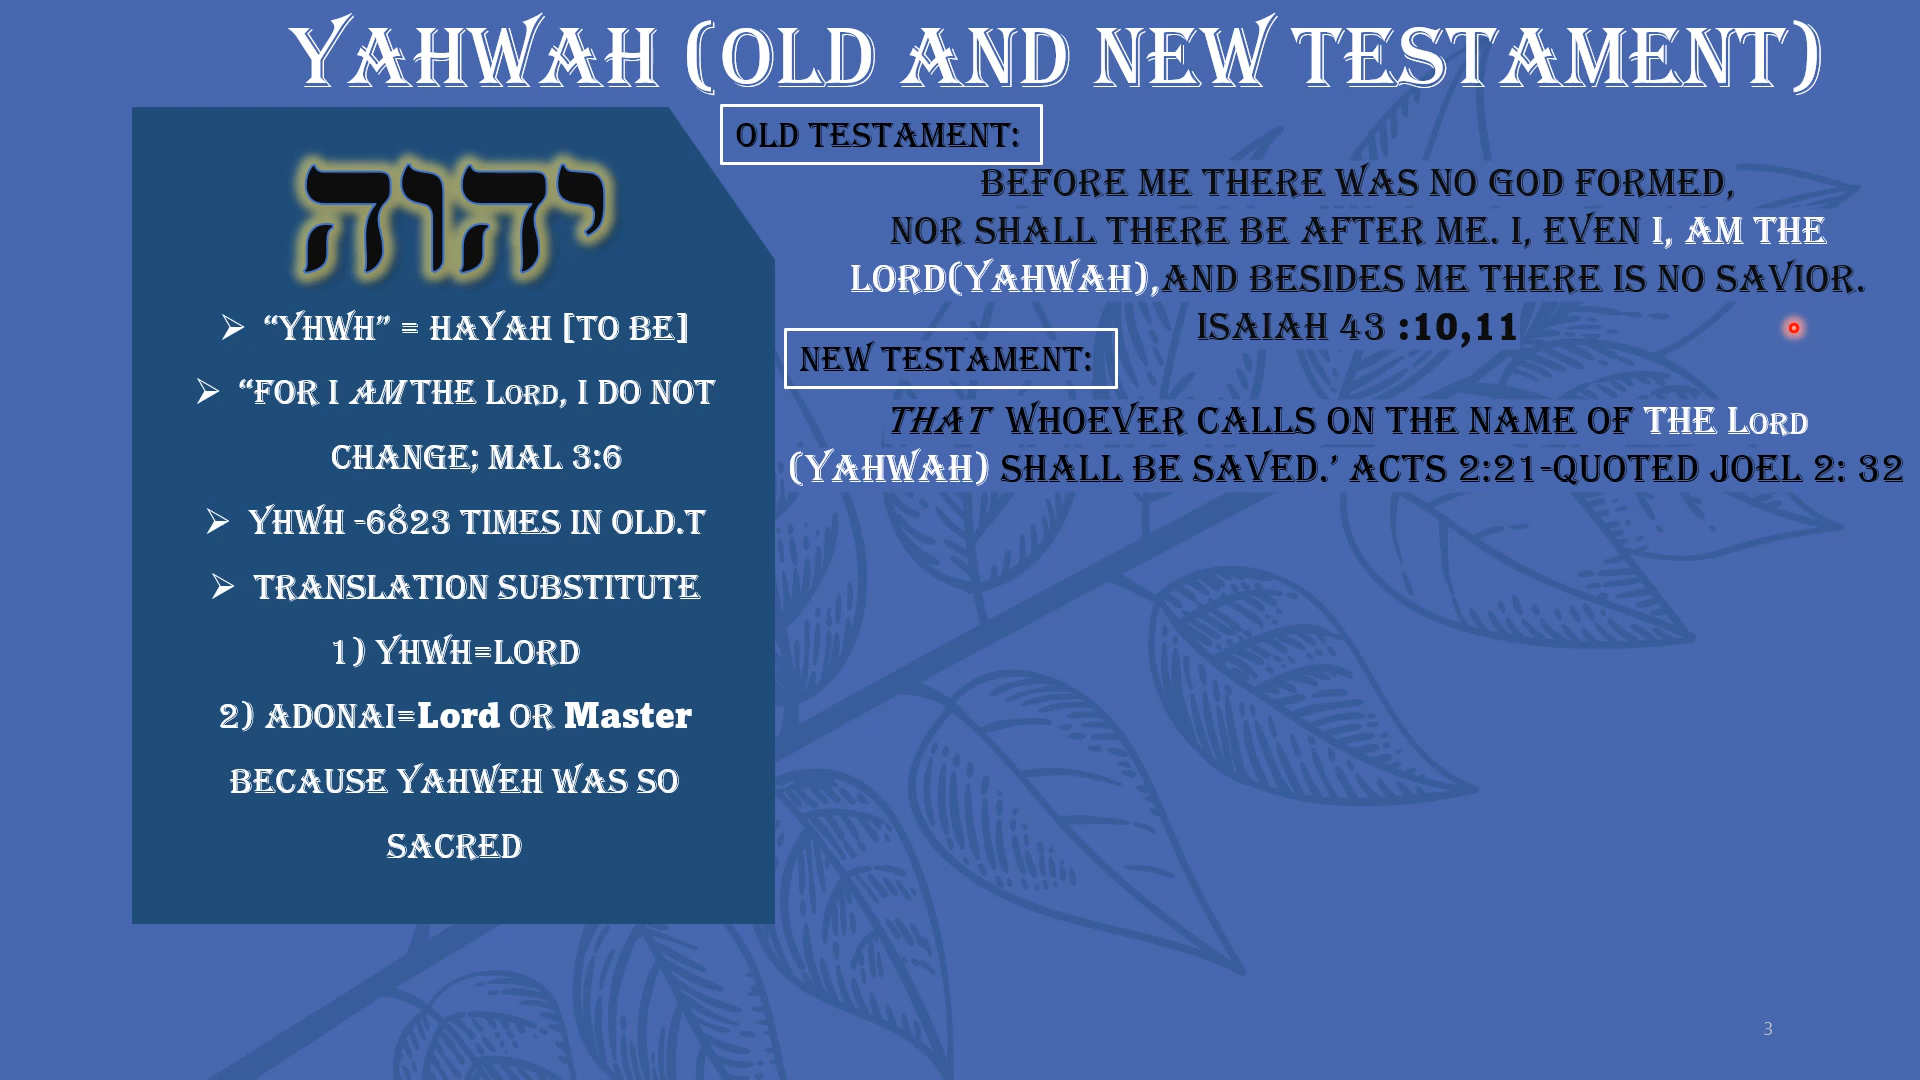 YAHWAH (OLD AND NEW TESTAMENT)
יהוה
➢ “YHWH” = HAYAH [TO BE]
➢ “FOR I AM THE LORD, I DO NOT
CHANGE; MAL 3:6
➢ YHWH -6823 TIMES IN OLD.T
➢ TRANSLATION SUBSTITUTE
1) YHWH=LORD
2) ADONAI=Lord OR Master
BECAUSE YAHWEH WAS SO
SACRED
OLD TESTAMENT:
BEFORE ME THERE WAS NO GOD FORMED,
NOR SHALL THERE BE AFTER ME. I, EVEN I, AM THE
LORD(YAHWAH),AND BESIDES ME THERE IS NO SAVIOR.
ISAIAH 43 :10,11
NEW TESTAMENT:
THAT WHOEVER CALLS ON THE NAME OF THE LORD
(YAHWAH) SHALL BE SAVED.’ ACTS 2:21-QUOTED JOEL 2: 32
3